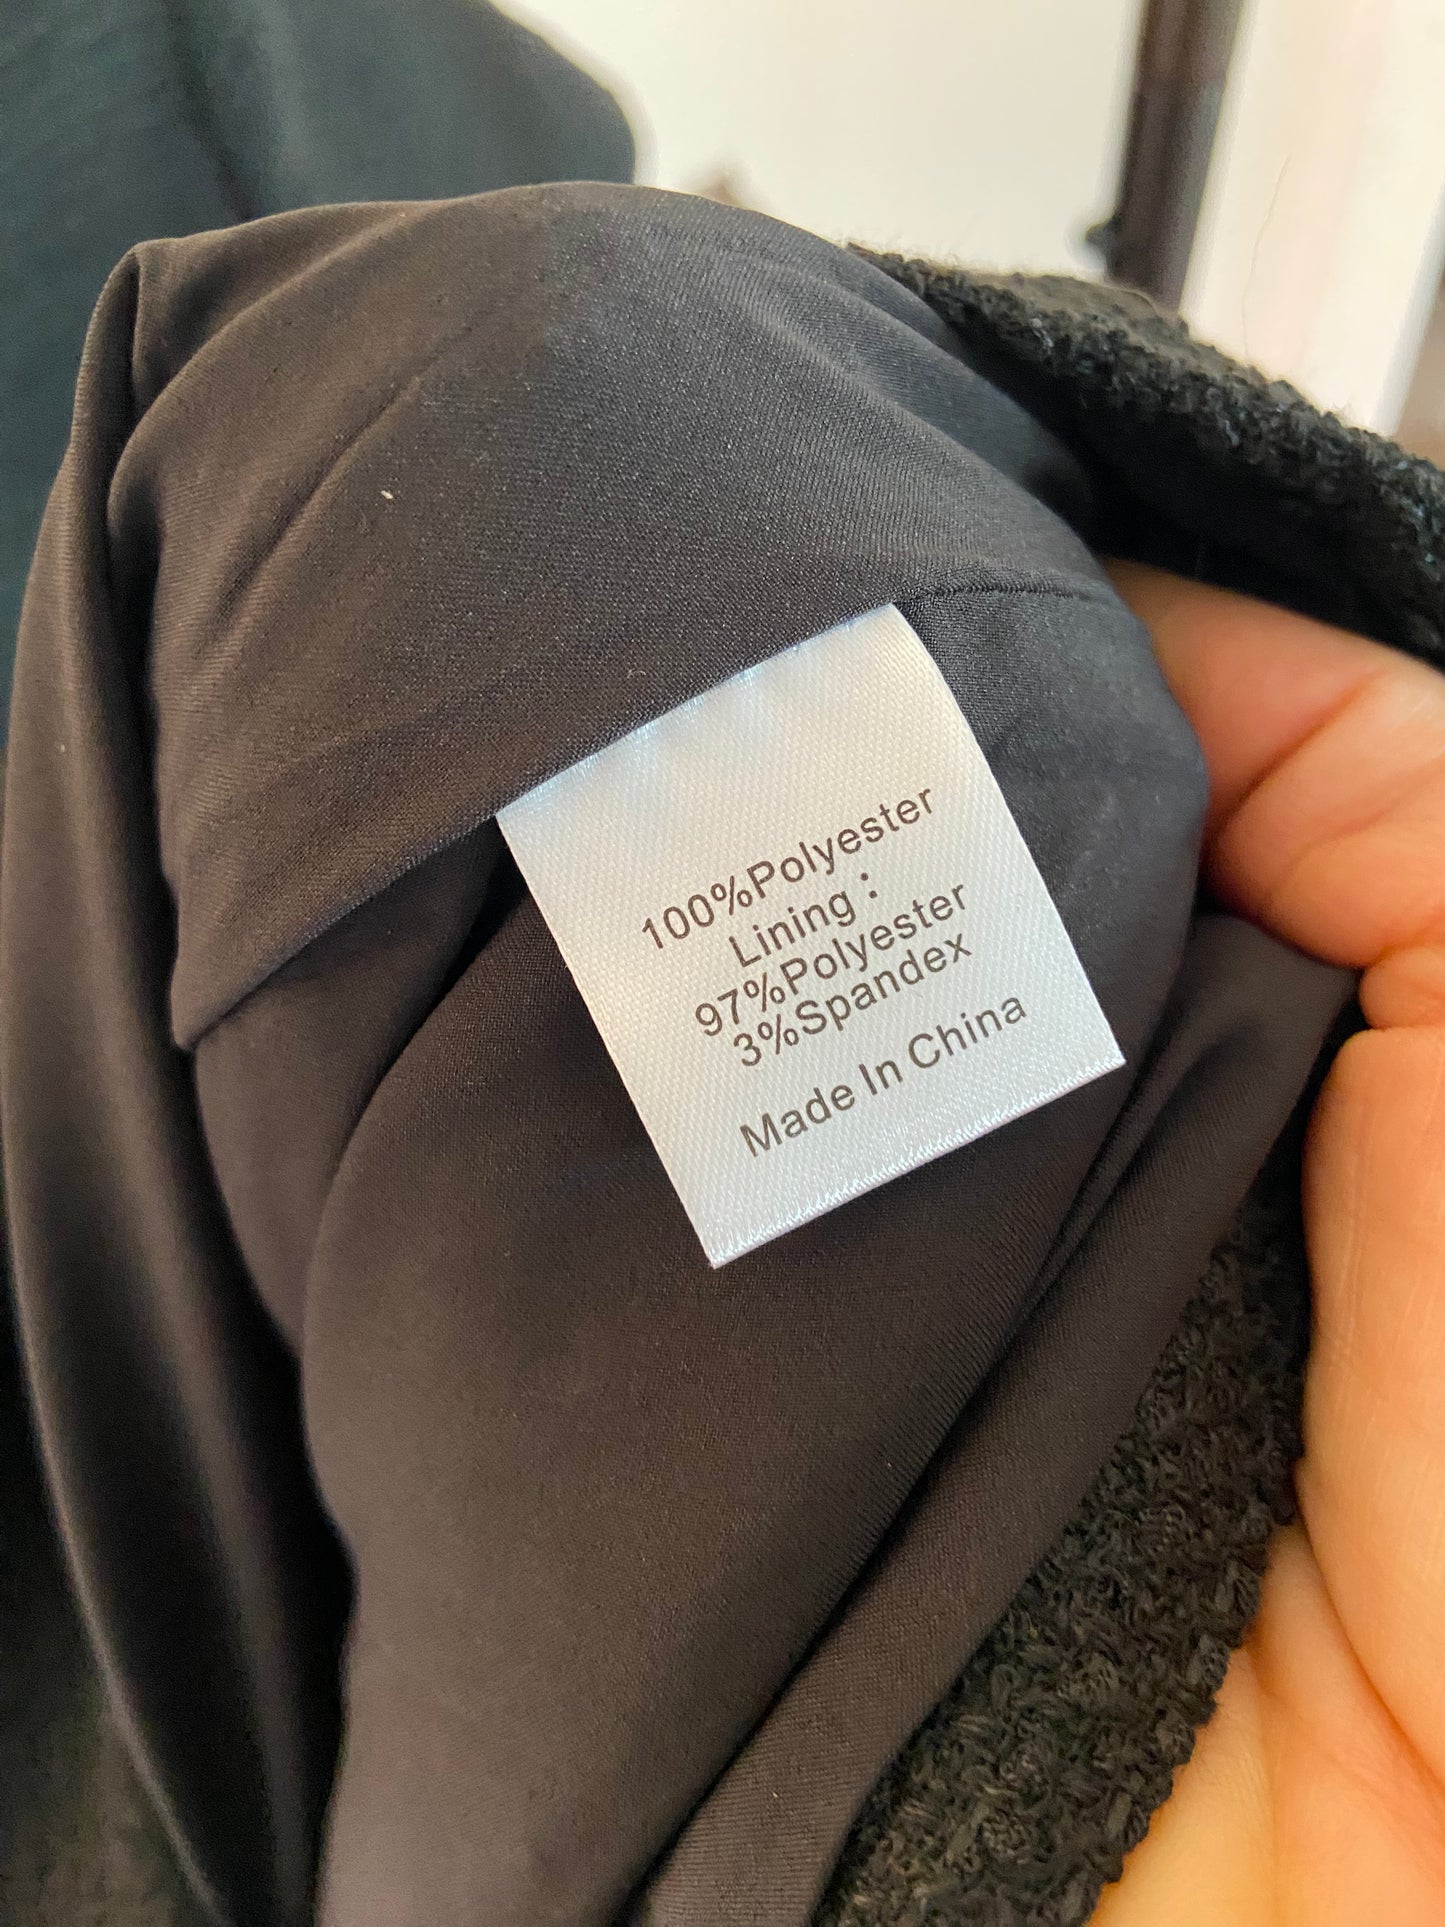 100%Polyester
Lining :
97%Polyester
3%Spandex
Made In China